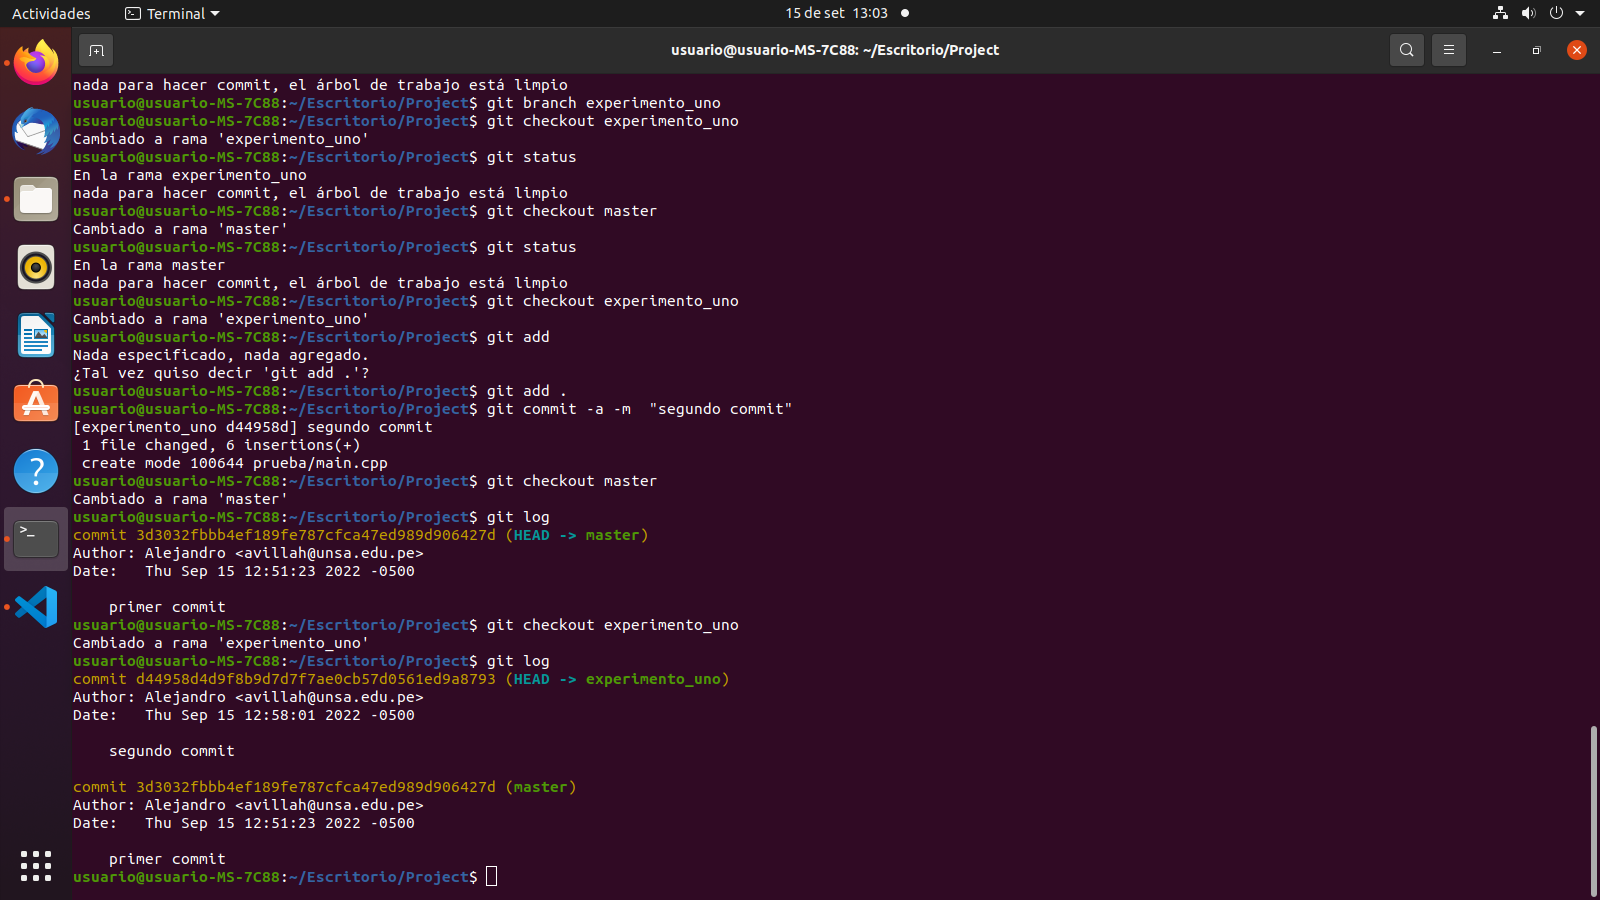 Actividades
Terminal
15 de set 13:03
usuario@usuario-MS-7C88: ~/Escritorio/Project
nada para hacer commit, el árbol de trabajo está limpio
usuario@usuario-MS-7C88:~/Escritorio/Project$ git branch experimento_uno
usuario@usuario-MS-7C88:~/Escritorio/Project$ git checkout experimento_uno
Cambiado a rama 'experimento_uno'
usuario@usuario-MS-7C88:~/Escritorio/Project$ git status
En la rama experimento_uno
nada para hacer commit, el árbol de trabajo está limpio
usuario@usuario-MS-7C88:~/Escritorio/Project$ git checkout master
Cambiado a rama 'master'
usuario@usuario-MS-7C88:~/Escritorio/Project$ git status
En la rama master
nada para hacer commit, el árbol de trabajo está limpio
usuario@usuario-MS-7C88:~/Escritorio/Project$ git checkout experimento_uno
Cambiado a rama 'experimento_uno'
usuario@usuario-MS-7C88:~/Escritorio/Project$ git add
Nada especificado, nada agregado.
¿Tal vez quiso decir 'git add .'?
usuario@usuario-MS-7C88:~/Escritorio/Project$ git add .
usuario@usuario-MS-7C88:~/Escritorio/Project$ git commit -a -m  "segundo commit"
[experimento_uno d44958d] segundo commit
 1 file changed, 6 insertions(+)
 create mode 100644 prueba/main.cpp
usuario@usuario-MS-7C88:~/Escritorio/Project$ git checkout master
Cambiado a rama 'master'
usuario@usuario-MS-7C88:~/Escritorio/Project$ git log
commit 3d3032fbbb4ef189fe787cfca47ed989d906427d (HEAD -> master)
Author: Alejandro <avillah@unsa.edu.pe>
Date:   Thu Sep 15 12:51:23 2022 -0500
primer commit
usuario@usuario-MS-7C88:~/Escritorio/Project$ git checkout experimento_uno
Cambiado a rama 'experimento_uno'
usuario@usuario-MS-7C88:~/Escritorio/Project$ git log
commit d44958d4d9f8b9d7d7f7ae0cb57d0561ed9a8793 (HEAD -> experimento_uno)
Author: Alejandro <avillah@unsa.edu.pe>
Date:   Thu Sep 15 12:58:01 2022 -0500
segundo commit
commit 3d3032fbbb4ef189fe787cfca47ed989d906427d (master)
Author: Alejandro <avillah@unsa.edu.pe>
Date:   Thu Sep 15 12:51:23 2022 -0500
primer commit
usuario@usuario-MS-7C88:~/Escritorio/Project$